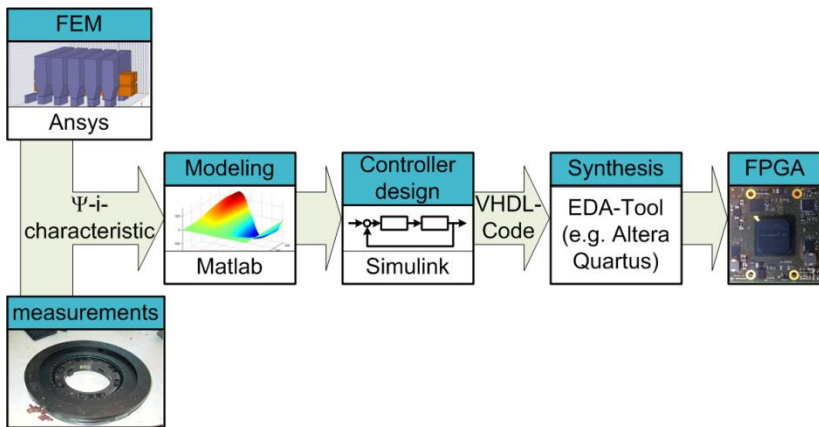 FEM
Ansys
Ψ-i-
characteristic
measurements
Modeling
Matlab
Controller
design
Simulink
VHDL-
Code
Synthesis
EDA-Tool
(e.g. Altera
Quartus)
FPGA